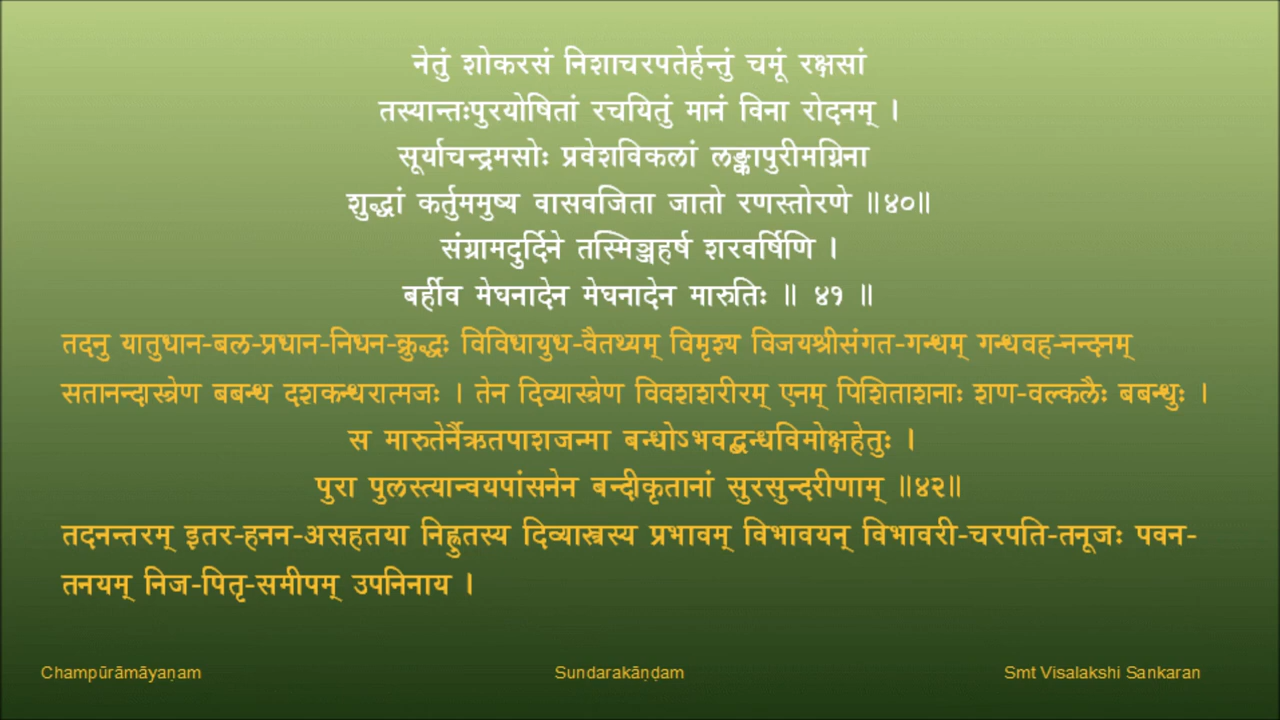 नेतुं शोकरसं निशाचरपतेर्हन्तुं चमूं रक्षसां
तस्यान्तःपुरयोषितां रचयितुं मानं विना रोदनम् ।
सूर्याचन्द्रमसोः प्रवेशविकलां लङ्कापुरीमग्निना
शुद्धां कर्तुममुष्य वासवजिता जातो रणस्तोरणे ॥४०॥
संग्रामदुर्दिने तस्मिञ्जहर्ष शरवर्षिणि ।
बर्हीव मेघनादेन मेघनादेन मारुतिः ॥ ४१ ॥
तदनु यातुधान-बल-प्रधान-निधन-क्रुद्धः विविधायुध-वैतथ्यम् विमृश्य विजयश्रीसंगत-गन्धम् गन्धवह-नन्दनम्
सतानन्दास्त्रेण बबन्ध दशकन्धरात्मजः । तेन दिव्यास्त्रेण विवशशरीरम् एनम् पिशिताशनाः शण-वल्कलैः बबन्धुः ।
स मारुतेर्नैऋतपाशजन्मा बन्धोऽभवद्बन्धविमोक्षहेतुः ।
पुरा पुलस्त्यान्वयपांसनेन बन्दीकृतानां सुरसुन्दरीणाम् ॥४२॥
तदनन्तरम् इतर-हनन-असहतया निह्नुतस्य दिव्यास्त्रस्य प्रभावम् विभावयन् विभावरी-चरपति-तनूजः पवन-
तनयम् निज-पितृ-समीपम् उपनिनाय ।
Champūrāmāyaṇam Sundarakāṇḍam Smt Visalakshi Sankaran